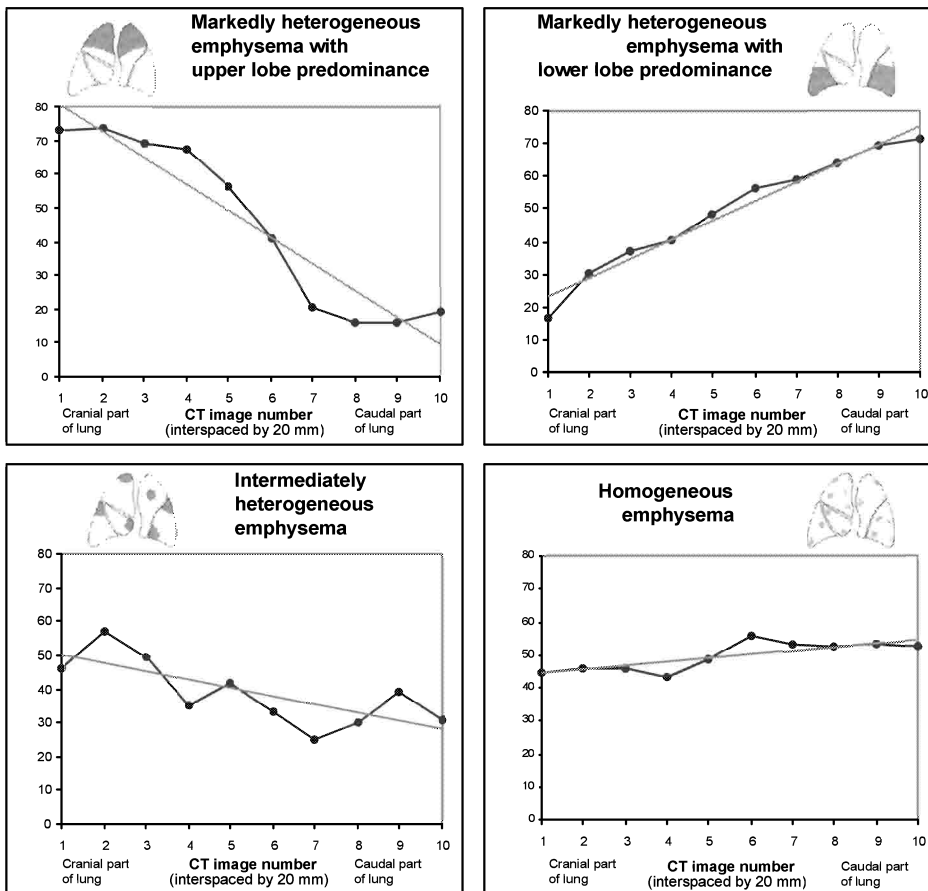 Markedly heterogeneous
emphysema with
upper lobe predominance
80
70
60
50
40
30
20
10
0
1 2 3 4 5 6 7 8 9 10
Cranial part
of lung
CT image number
(interspaced by 20 mm)
Caudal part
of lung
Markedly heterogeneous
emphysema with
lower lobe predominance
80
70
60
50
40
30
20
10
0
1 2 3 4 5 6 7 8 9 10
Cranial part
of lung
CT image number
(interspaced by 20 mm)
Caudal part
of lung
Intermediately
heterogeneous
emphysema
80
70
60
50
40
30
20
10
0
1 2 3 4 5 6 7 8 9 10
Cranial part
of lung
CT image number
(interspaced by 20 mm)
Caudal part
of lung
Homogeneous
emphysema
80
70
60
50
40
30
20
10
0
1 2 3 4 5 6 7 8 9 10
Cranial part
of lung
CT image number
(interspaced by 20 mm)
Caudal part
of lung